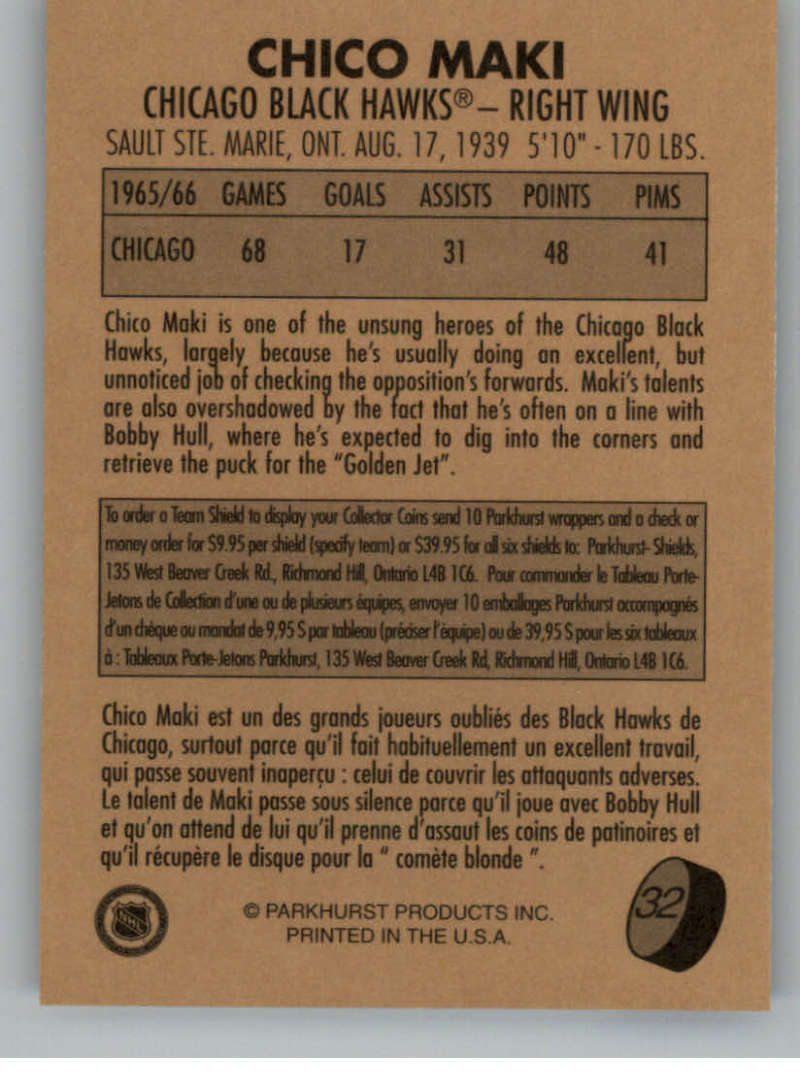 CHICO MAKI
CHICAGO BLACK HAWKS® – RIGHT WING
SAULT STE. MARIE, ONT. AUG. 17, 1939 5'10" - 170 LBS.
1965/66 GAMES GOALS ASSISTS POINTS PIMS
CHICAGO 68 17 31 48 41
Chico Maki is one of the unsung heroes of the Chicago Black
Hawks, largely because he's usually doing an excellent, but
unnoticed job of checking the opposition's forwards. Maki's talents
are also overshadowed by the fact that he's often on a line with
Bobby Hull, where he's expected to dig into the corners and
retrieve the puck for the "Golden Jet".
To order a Team Shield to display your Collector Coins send 10 Parkhurst wrappers and a check or
money order for $9.95 per shield (specify team) or $39.95 for all six shields to: Parkhurst- Shields,
135 West Beaver Creek Rd., Richmond Hill, Ontario L4B 1C6. Pour commander le Tableau Porte-
Jetons de Collection d'une ou de plusieurs équipes, envoyer 10 emballages Parkhurst accompagnés
d'un chèque ou mandat de 9,95 $ par tableau (préciser l'équipe) ou de 39,95 $ pour les six tableaux
à : Tableaux Porte-Jetons Parkhurst, 135 West Beaver Creek Rd, Richmond Hill, Ontario L4B 1C6.
Chico Maki est un des grands joueurs oubliés des Black Hawks de
Chicago, surtout parce qu'il fait habituellement un excellent travail,
qui passe souvent inaperçu : celui de couvrir les attaquants adverses.
Le talent de Maki passe sous silence parce qu'il joue avec Bobby Hull
et qu'on attend de lui qu'il prenne d'assaut les coins de patinoires et
qu'il récupère le disque pour la " comète blonde ".
NHL
© PARKHURST PRODUCTS INC.
PRINTED IN THE U.S.A.
32